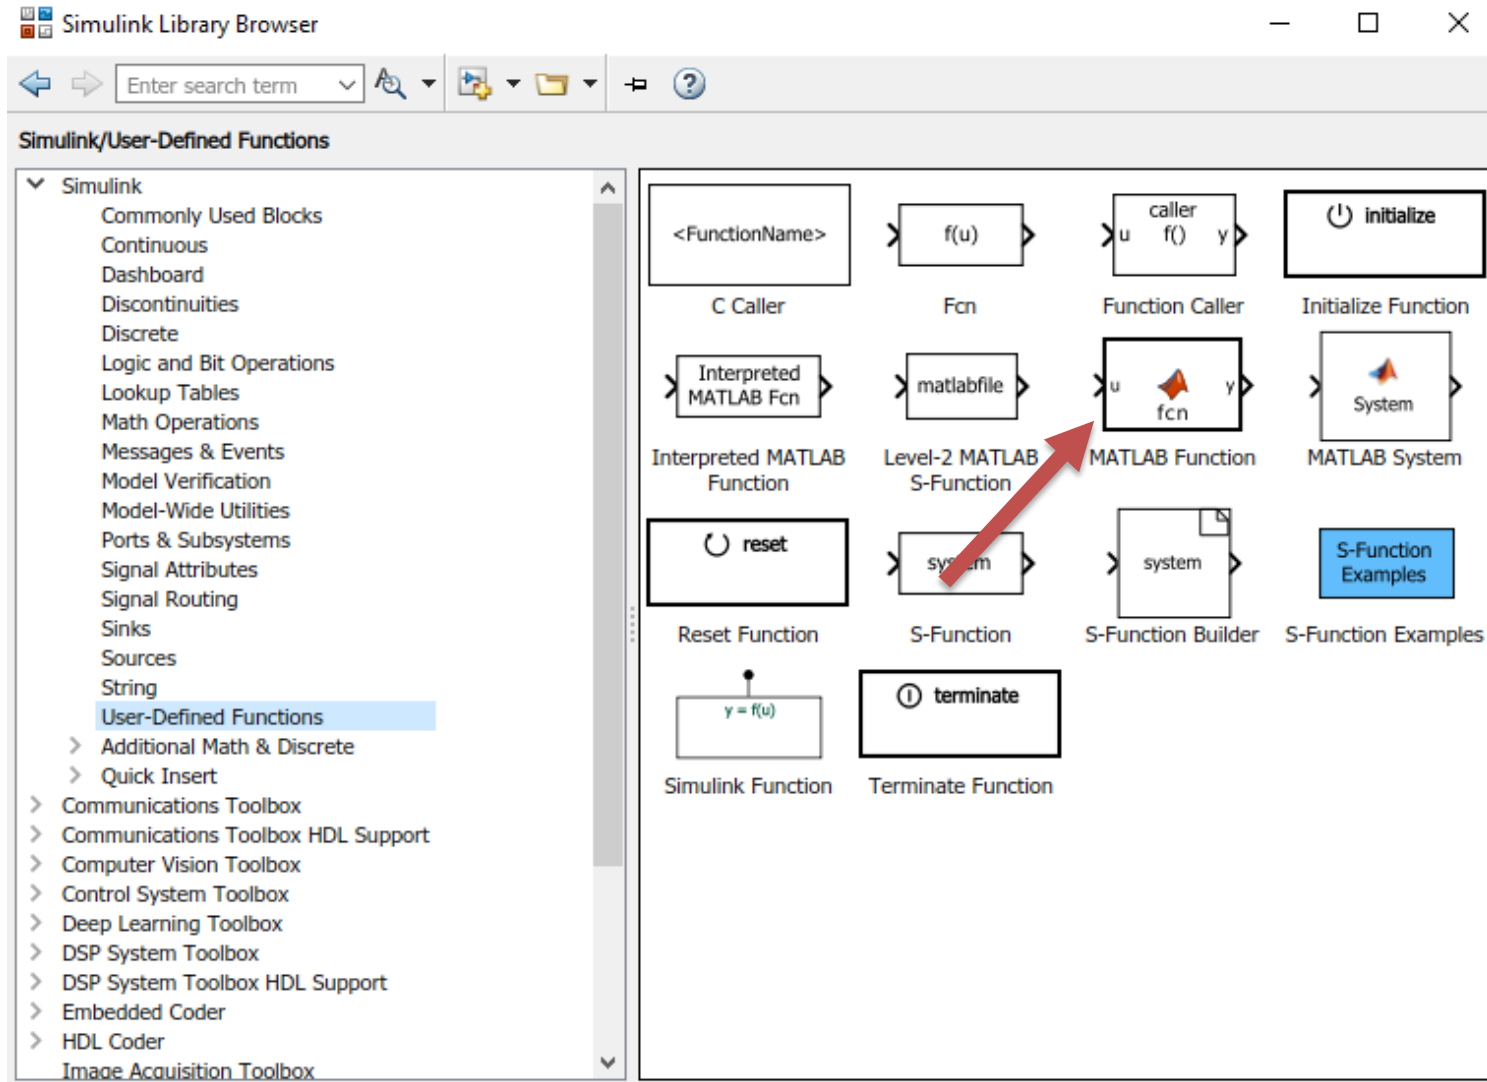 Simulink Library Browser
Enter search term
Simulink/User-Defined Functions
Simulink
Commonly Used Blocks
Continuous
Dashboard
Discontinuities
Discrete
Logic and Bit Operations
Lookup Tables
Math Operations
Messages & Events
Model Verification
Model-Wide Utilities
Ports & Subsystems
Signal Attributes
Signal Routing
Sinks
Sources
String
User-Defined Functions
Additional Math & Discrete
Quick Insert
Communications Toolbox
Communications Toolbox HDL Support
Computer Vision Toolbox
Control System Toolbox
Deep Learning Toolbox
DSP System Toolbox
DSP System Toolbox HDL Support
Embedded Coder
HDL Coder
Image Acquisition Toolbox
<FunctionName>
C Caller
f(u)
Fcn
caller
u f() y
Function Caller
initialize
Initialize Function
Interpreted
MATLAB Fcn
Interpreted MATLAB
Function
matlabfile
Level-2 MATLAB
S-Function
u y
fcn
MATLAB Function
System
MATLAB System
reset
Reset Function
system
S-Function
system
S-Function Builder
S-Function
Examples
S-Function Examples
y = f(u)
Simulink Function
terminate
Terminate Function